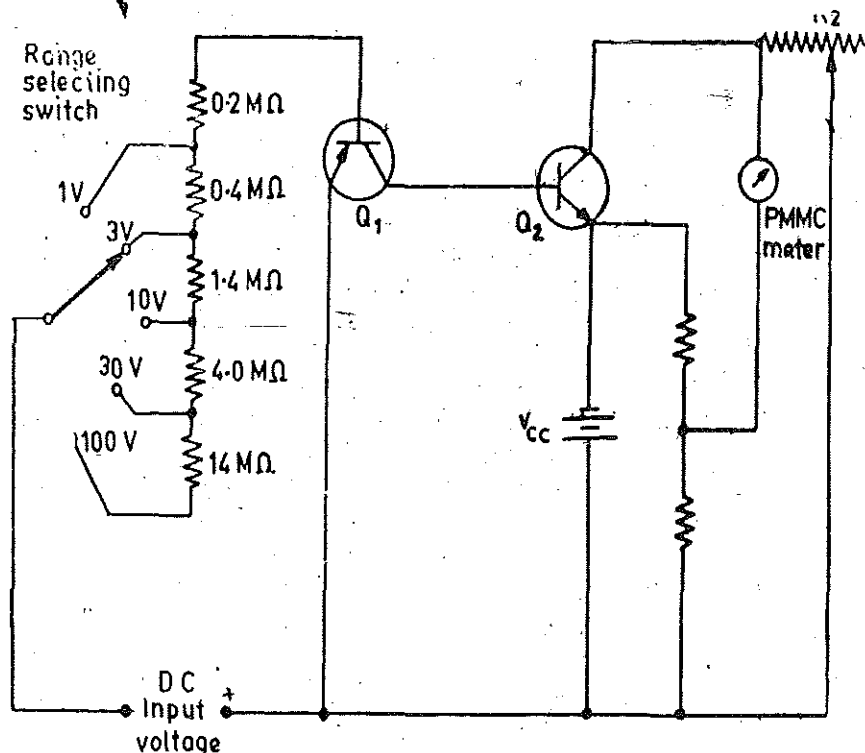 Range
selecting
switch
0.2 MΩ
1V
0.4 MΩ
3V
1.4 MΩ
10V
30 V
4.0 MΩ
100 V
14 MΩ
Q₁
Q₂
PMMC
meter
Vcc
DC
Input +
voltage